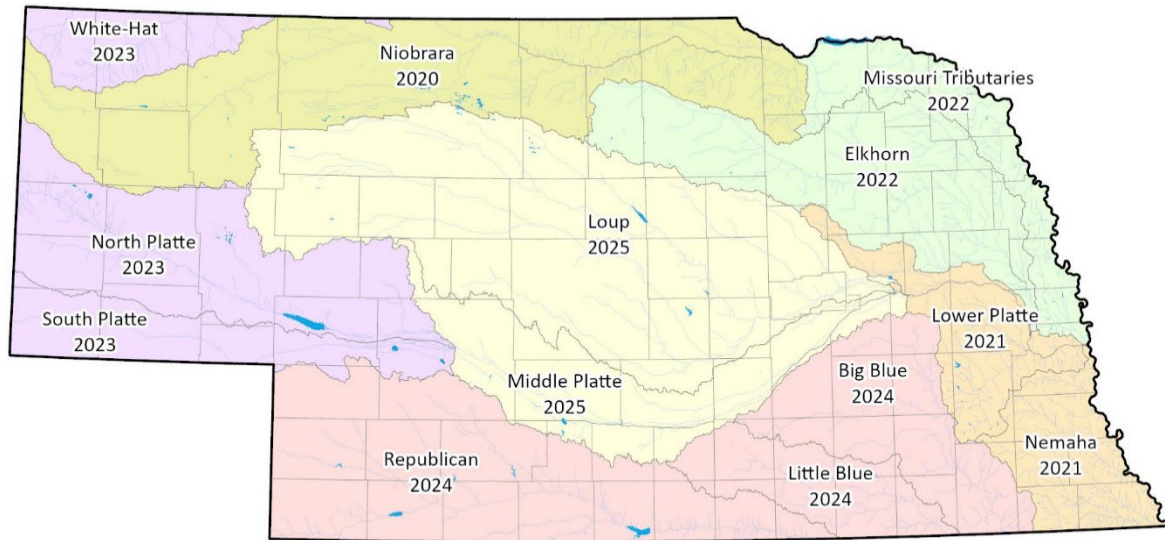 White-Hat
2023
Niobrara
2020
Missouri Tributaries
2022
Elkhorn
2022
Loup
2025
North Platte
2023
South Platte
2023
Lower Platte
2021
Middle Platte
2025
Big Blue
2024
Nemaha
2021
Republican
2024
Little Blue
2024